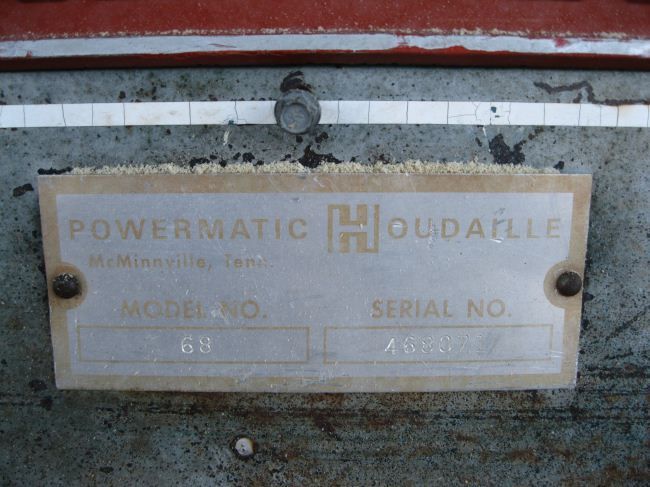 POWERMATIC HOUDAILLE
McMinnville, Tenn.
MODEL NO. SERIAL NO.
68